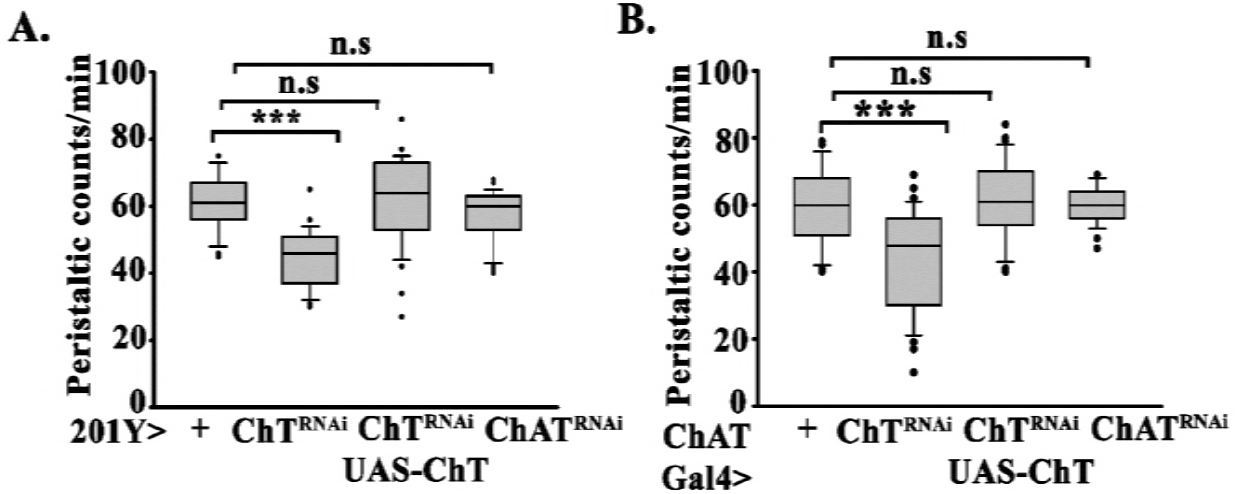 A.
n.s
n.s
***
Peristaltic counts/min
100
80
60
40
20
0
201Y> + ChT^RNAi ChT^RNAi ChAT^RNAi
UAS-ChT
B.
n.s
n.s
***
Peristaltic counts/min
100
80
60
40
20
0
ChAT
Gal4> + ChT^RNAi ChT^RNAi ChAT^RNAi
UAS-ChT